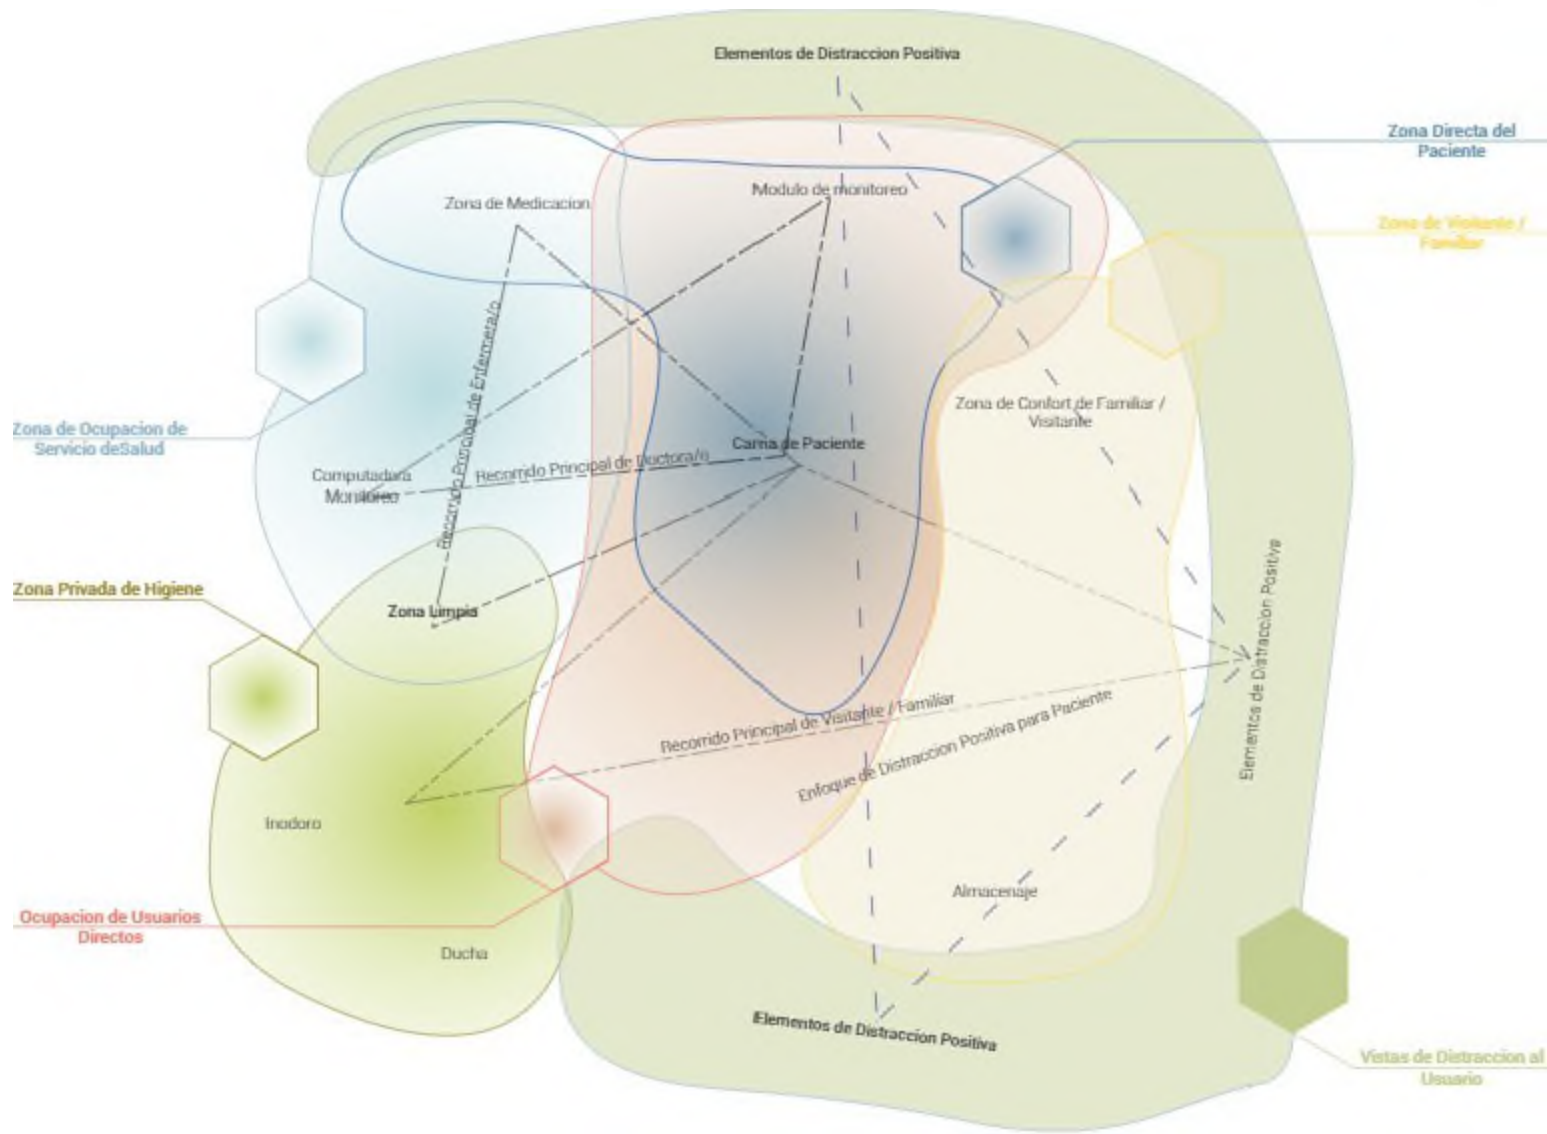 Elementos de Distraccion Positiva
Zona Directa del
Paciente
Zona de Medicacion
Modulo de monitoreo
Zona de Visitante /
Familiar
Recorrido Principal de Enfermera/o
Zona de Confort de Familiar /
Visitante
Zona de Ocupacion de
Servicio deSalud
Cama de Paciente
Recorrido Principal de Doctora/o
Computadara
Monitoreo
Zona Privada de Higiene
Zona Limpia
Elementos de Distraccion Positiva
Recorrido Principal de Visitante / Familiar
Enfoque de Distraccion Positiva para Paciente
Inodoro
Almacenaje
Ocupacion de Usuarios
Directos
Ducha
Elementos de Distraccion Positiva
Vistas de Distraccion al
Usuario